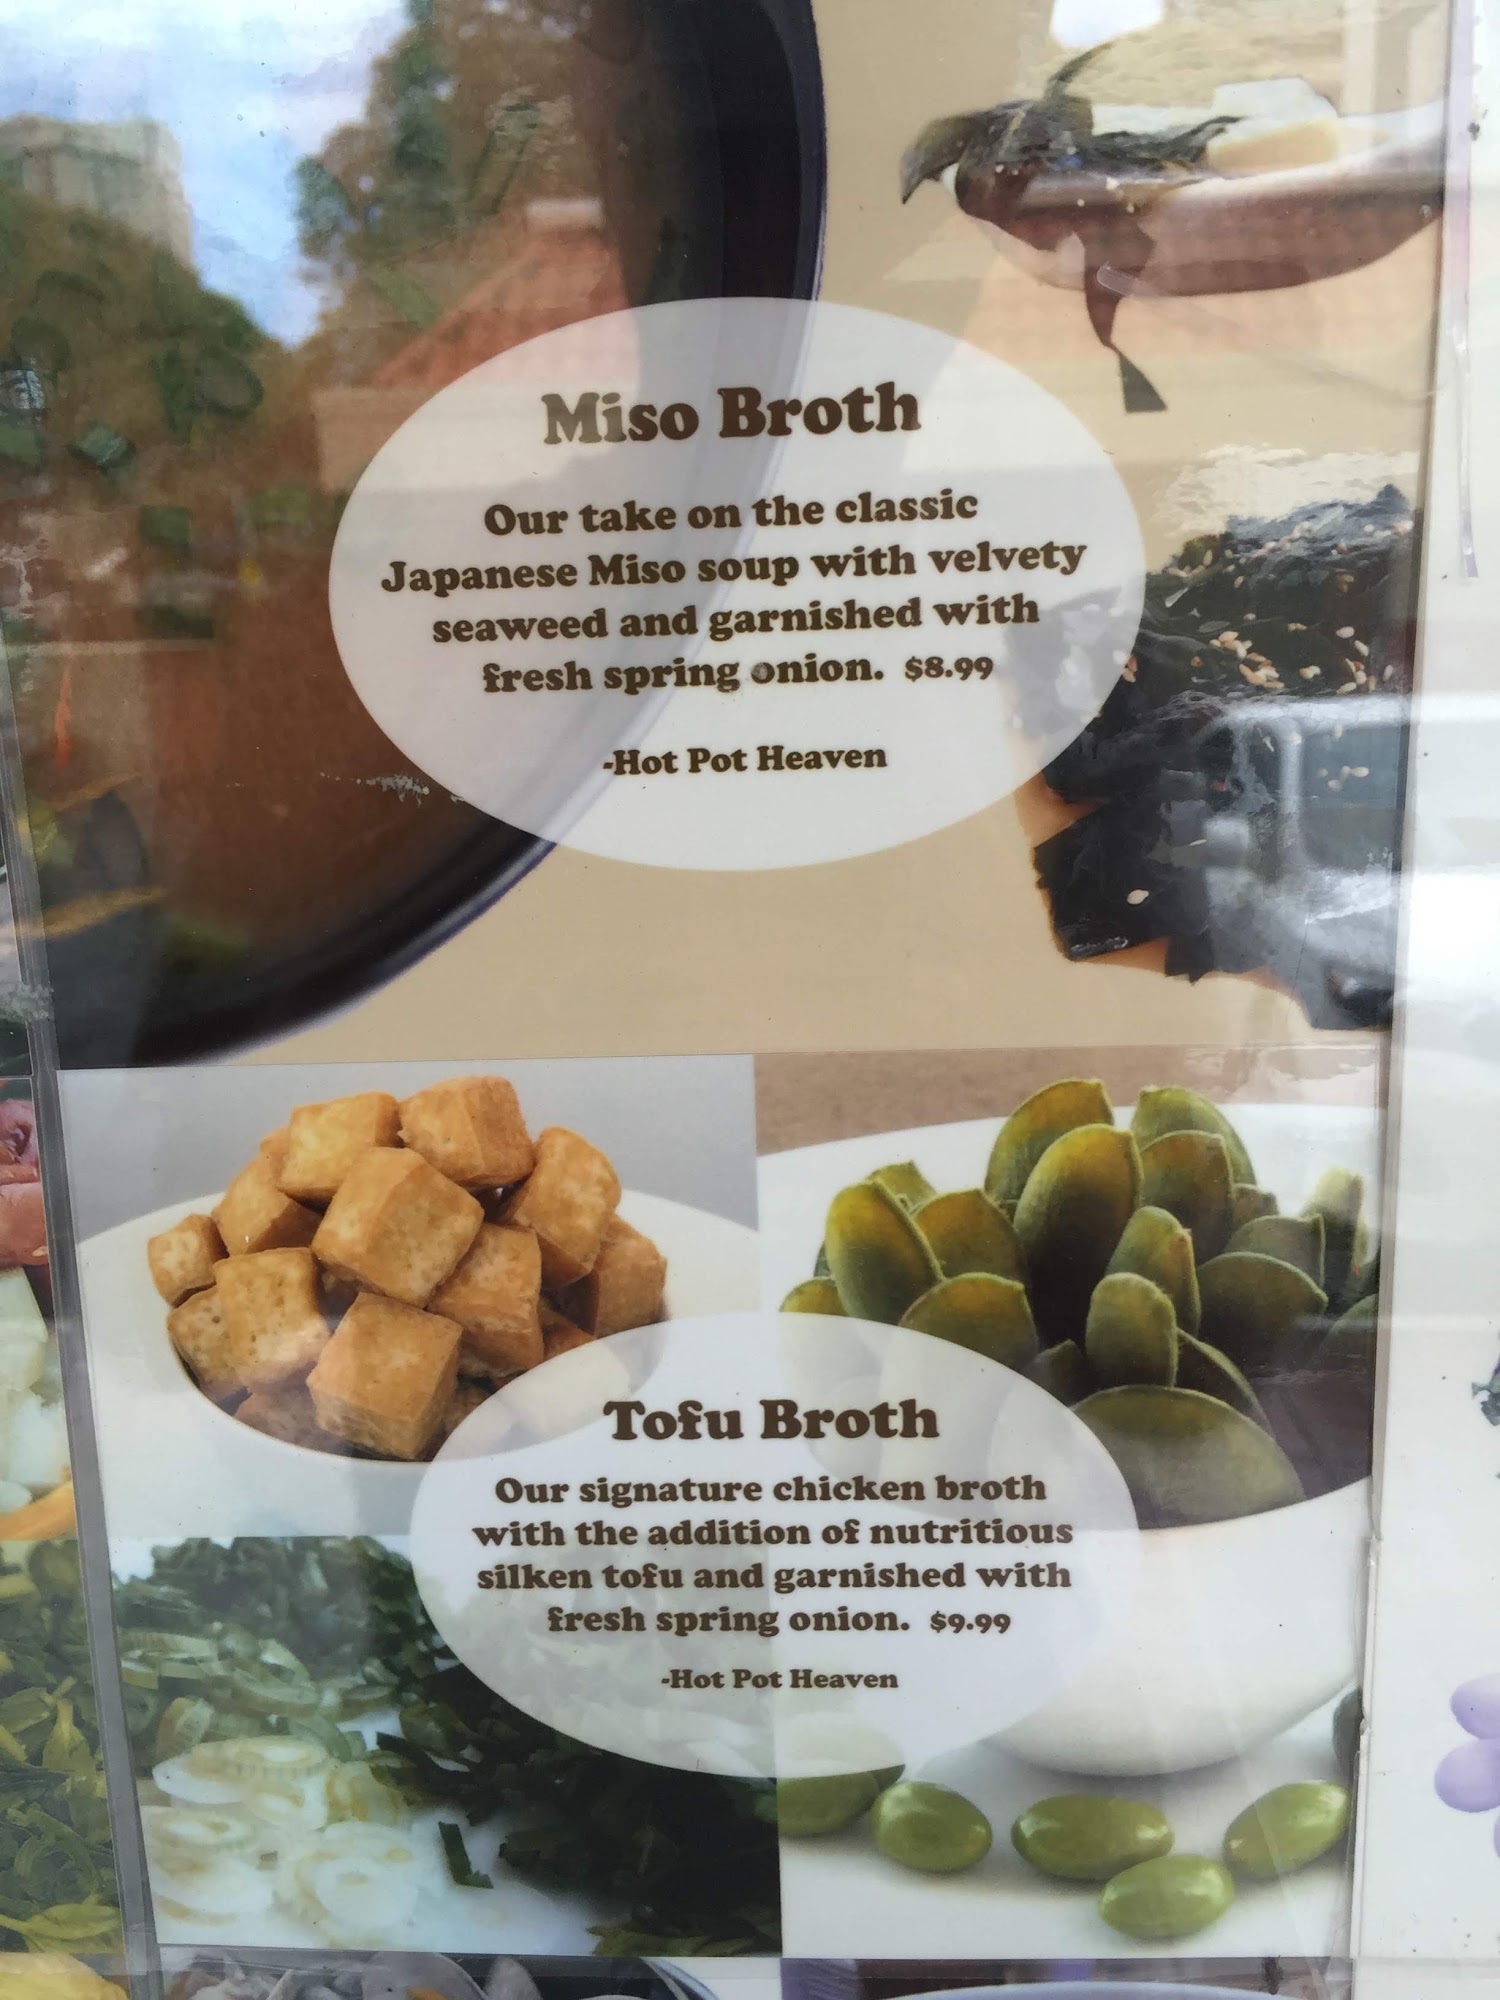 Miso Broth
Our take on the classic
Japanese Miso soup with velvety
seaweed and garnished with
fresh spring onion. $8.99
-Hot Pot Heaven
Tofu Broth
Our signature chicken broth
with the addition of nutritious
silken tofu and garnished with
fresh spring onion. $9.99
-Hot Pot Heaven